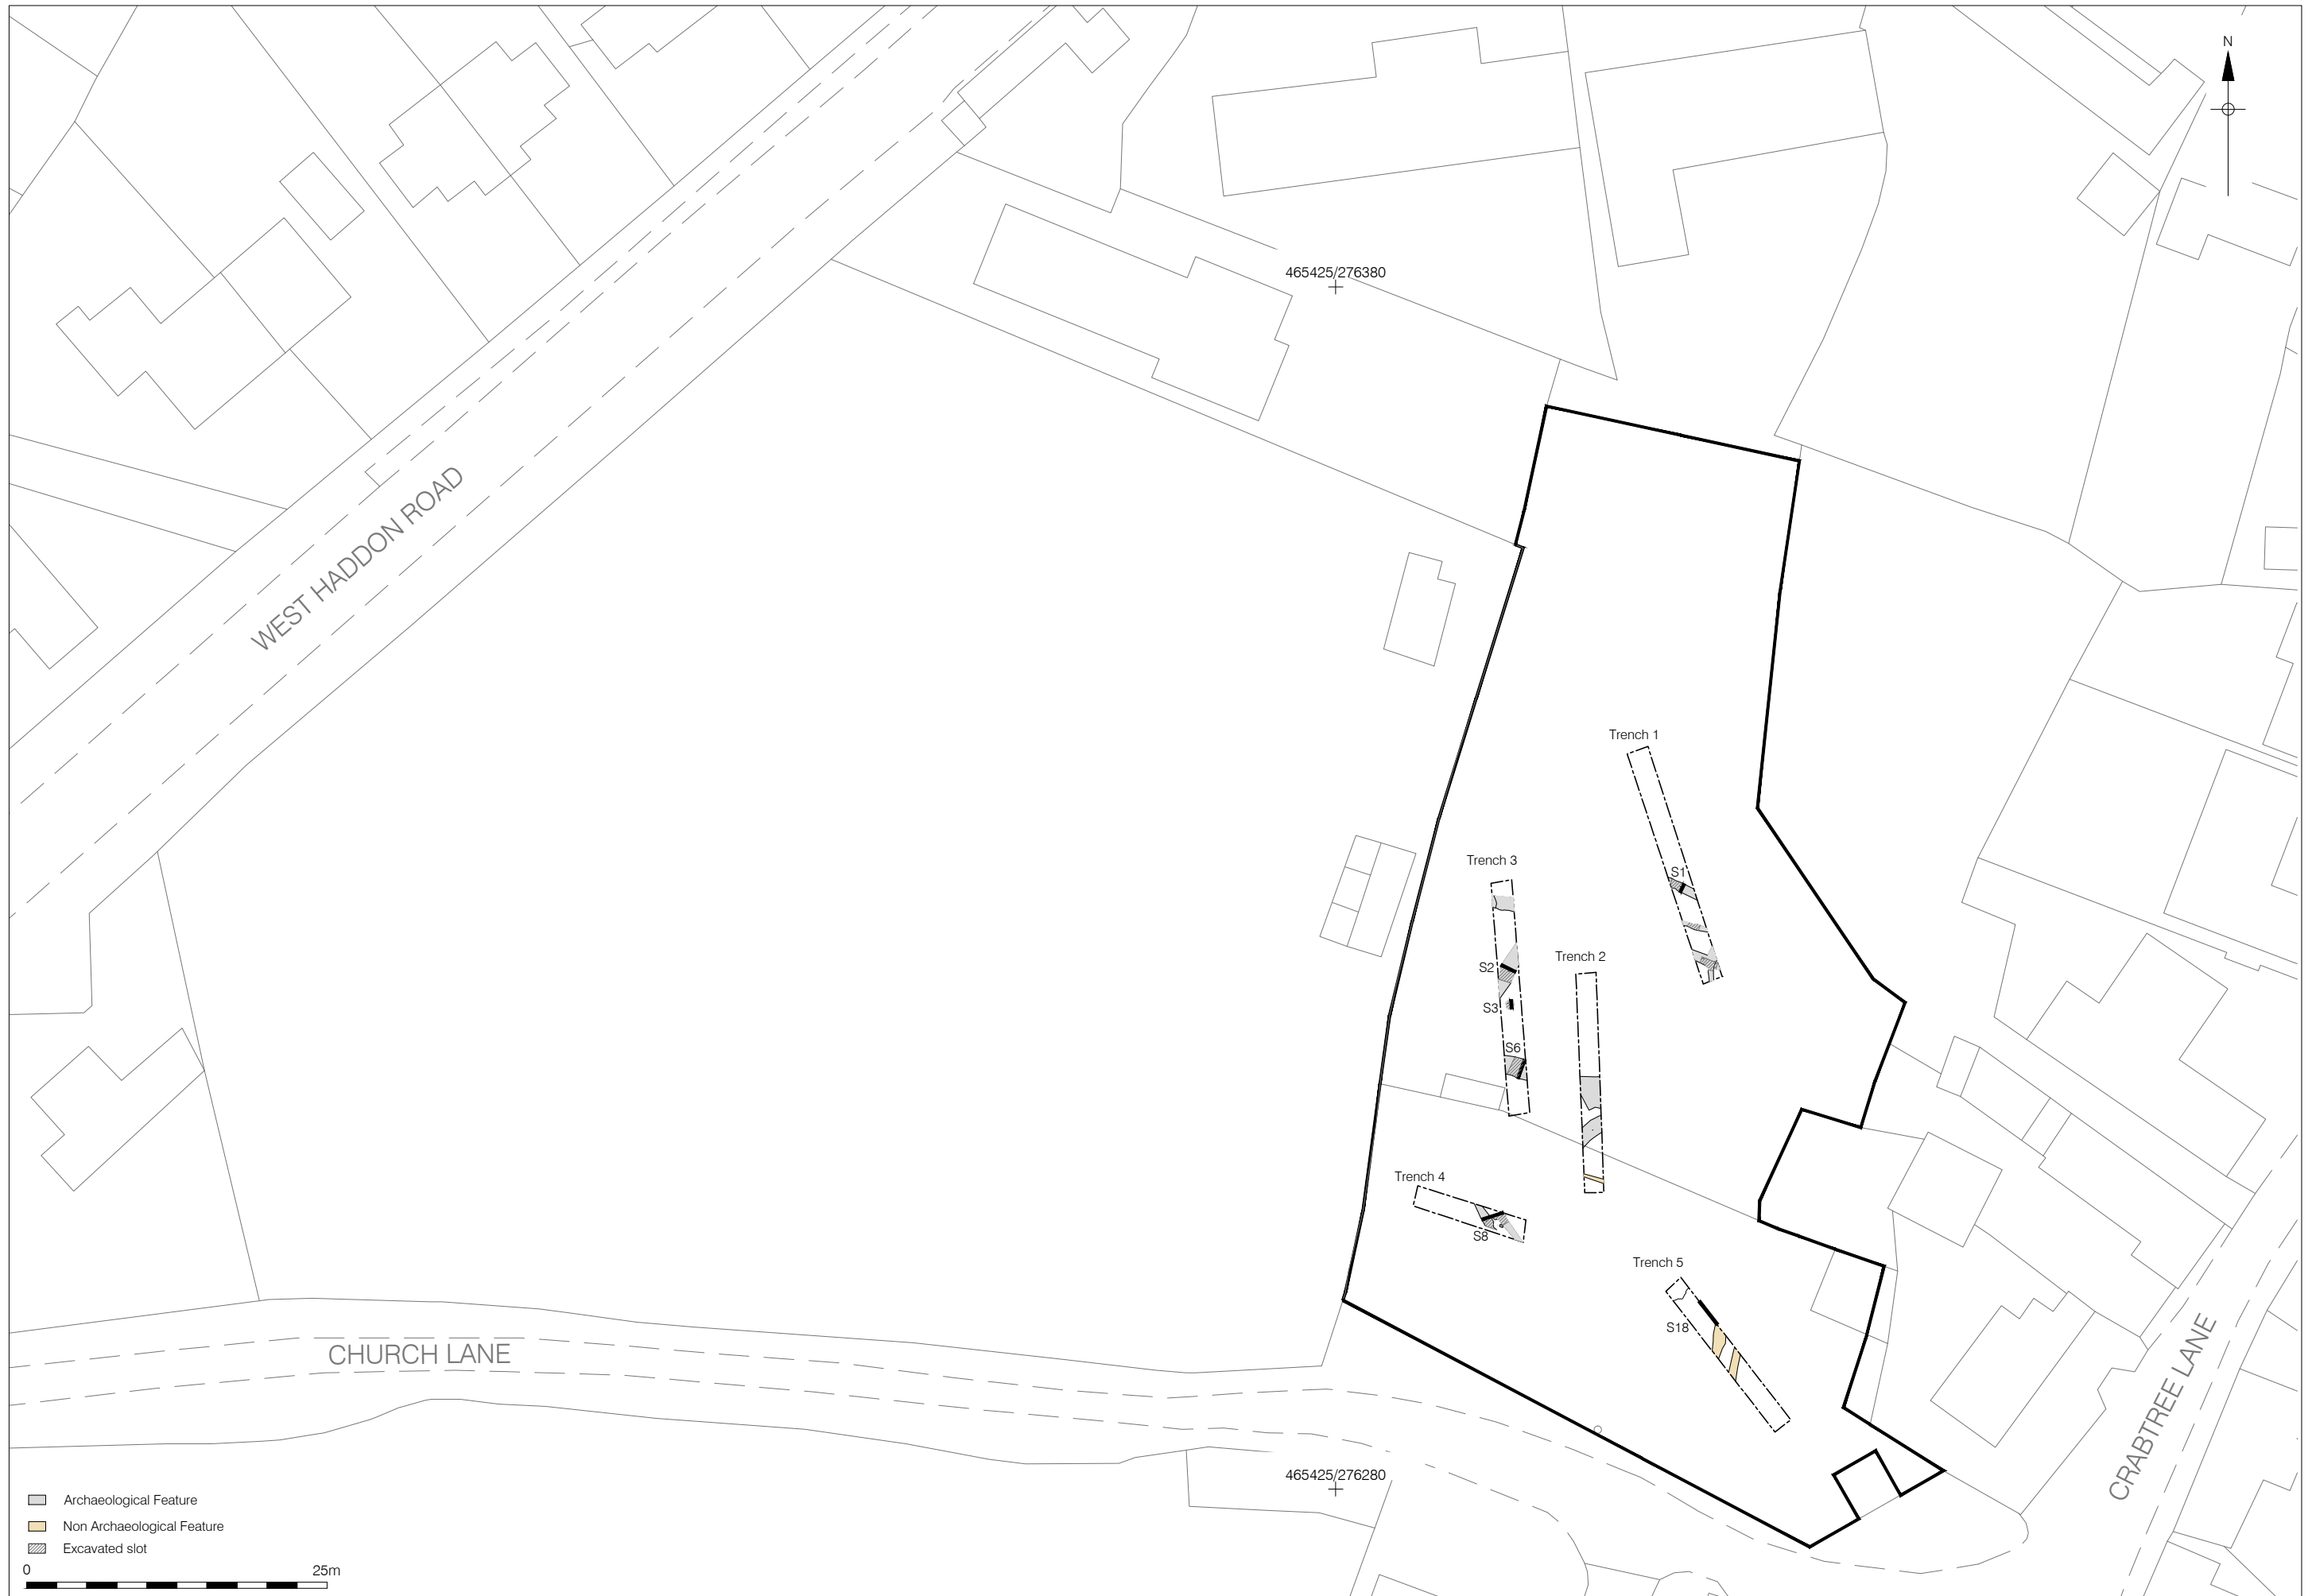 N
465425/276380
WEST HADDON ROAD
Trench 1
Trench 3
S1
Trench 2
S2
S3
S6
Trench 4
S8
Trench 5
S18
CHURCH LANE
CRABTREE LANE
465425/276280
Archaeological Feature
Non Archaeological Feature
Excavated slot
0 25m